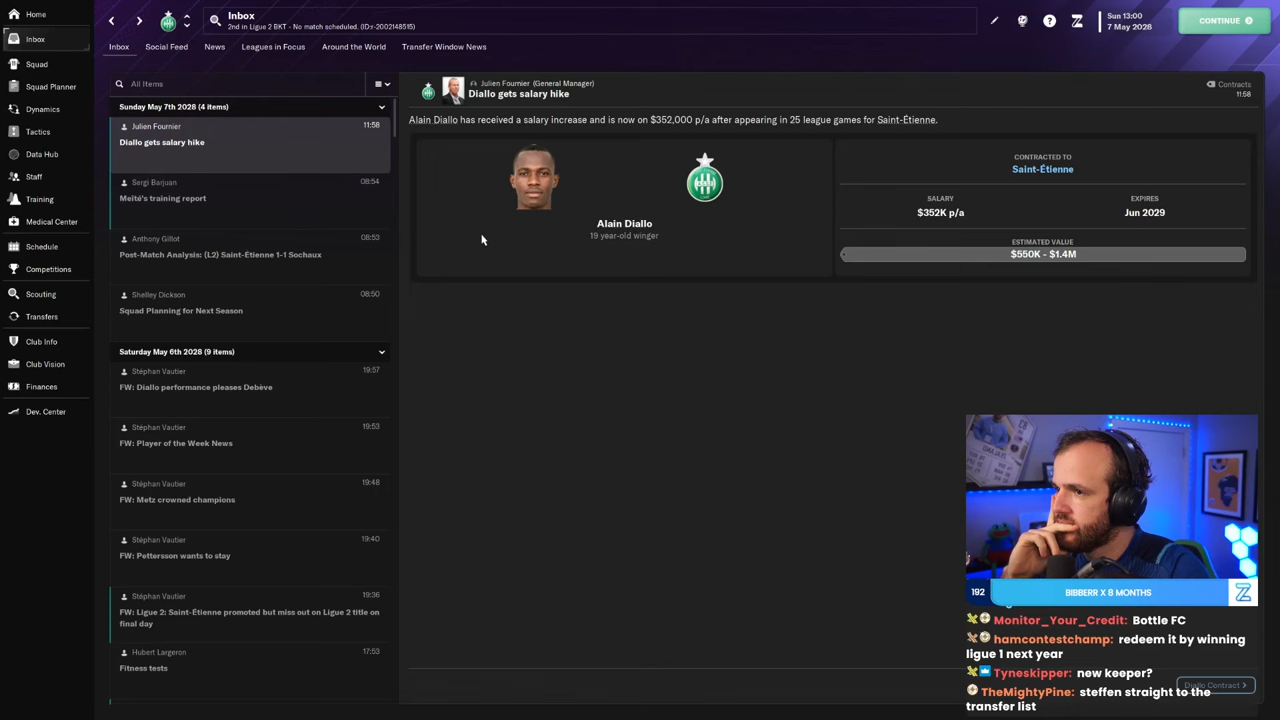 Home
Inbox
Squad
Squad Planner
Dynamics
Tactics
Data Hub
Staff
Training
Medical Center
Schedule
Competitions
Scouting
Transfers
Club Info
Club Vision
Finances
Dev. Center
Inbox
2nd in Ligue 2 BKT - No match scheduled. (ID:r-2002148515)
Sun 13:00
7 May 2028
CONTINUE
Inbox
Social Feed
News
Leagues in Focus
Around the World
Transfer Window News
All Items
Sunday May 7th 2028 (4 items)
Julien Fournier 11:58
Diallo gets salary hike
Sergi Barjuan 08:54
Meïté's training report
Anthony Gillot 08:53
Post-Match Analysis: (L2) Saint-Étienne 1-1 Sochaux
Shelley Dickson 08:50
Squad Planning for Next Season
Saturday May 6th 2028 (9 items)
Stéphan Vautier 19:57
FW: Diallo performance pleases Debève
Stéphan Vautier 19:53
FW: Player of the Week News
Stéphan Vautier 19:48
FW: Metz crowned champions
Stéphan Vautier 19:40
FW: Pettersson wants to stay
Stéphan Vautier 19:36
FW: Ligue 2: Saint-Étienne promoted but miss out on Ligue 2 title on
final day
Hubert Largeron 17:53
Fitness tests
Julien Fournier (General Manager)
Diallo gets salary hike
Contracts
11:58
Alain Diallo has received a salary increase and is now on $352,000 p/a after appearing in 25 league games for Saint-Étienne.
Alain Diallo
19 year-old winger
CONTRACTED TO
Saint-Étienne
SALARY
$352K p/a
EXPIRES
Jun 2029
ESTIMATED VALUE
$550K - $1.4M
192
BIBBERR X 8 MONTHS
Monitor_Your_Credit: Bottle FC
hamcontestchamp: redeem it by winning
ligue 1 next year
Tyneskipper: new keeper?
TheMightyPine: steffen straight to the
transfer list
Diallo Contract